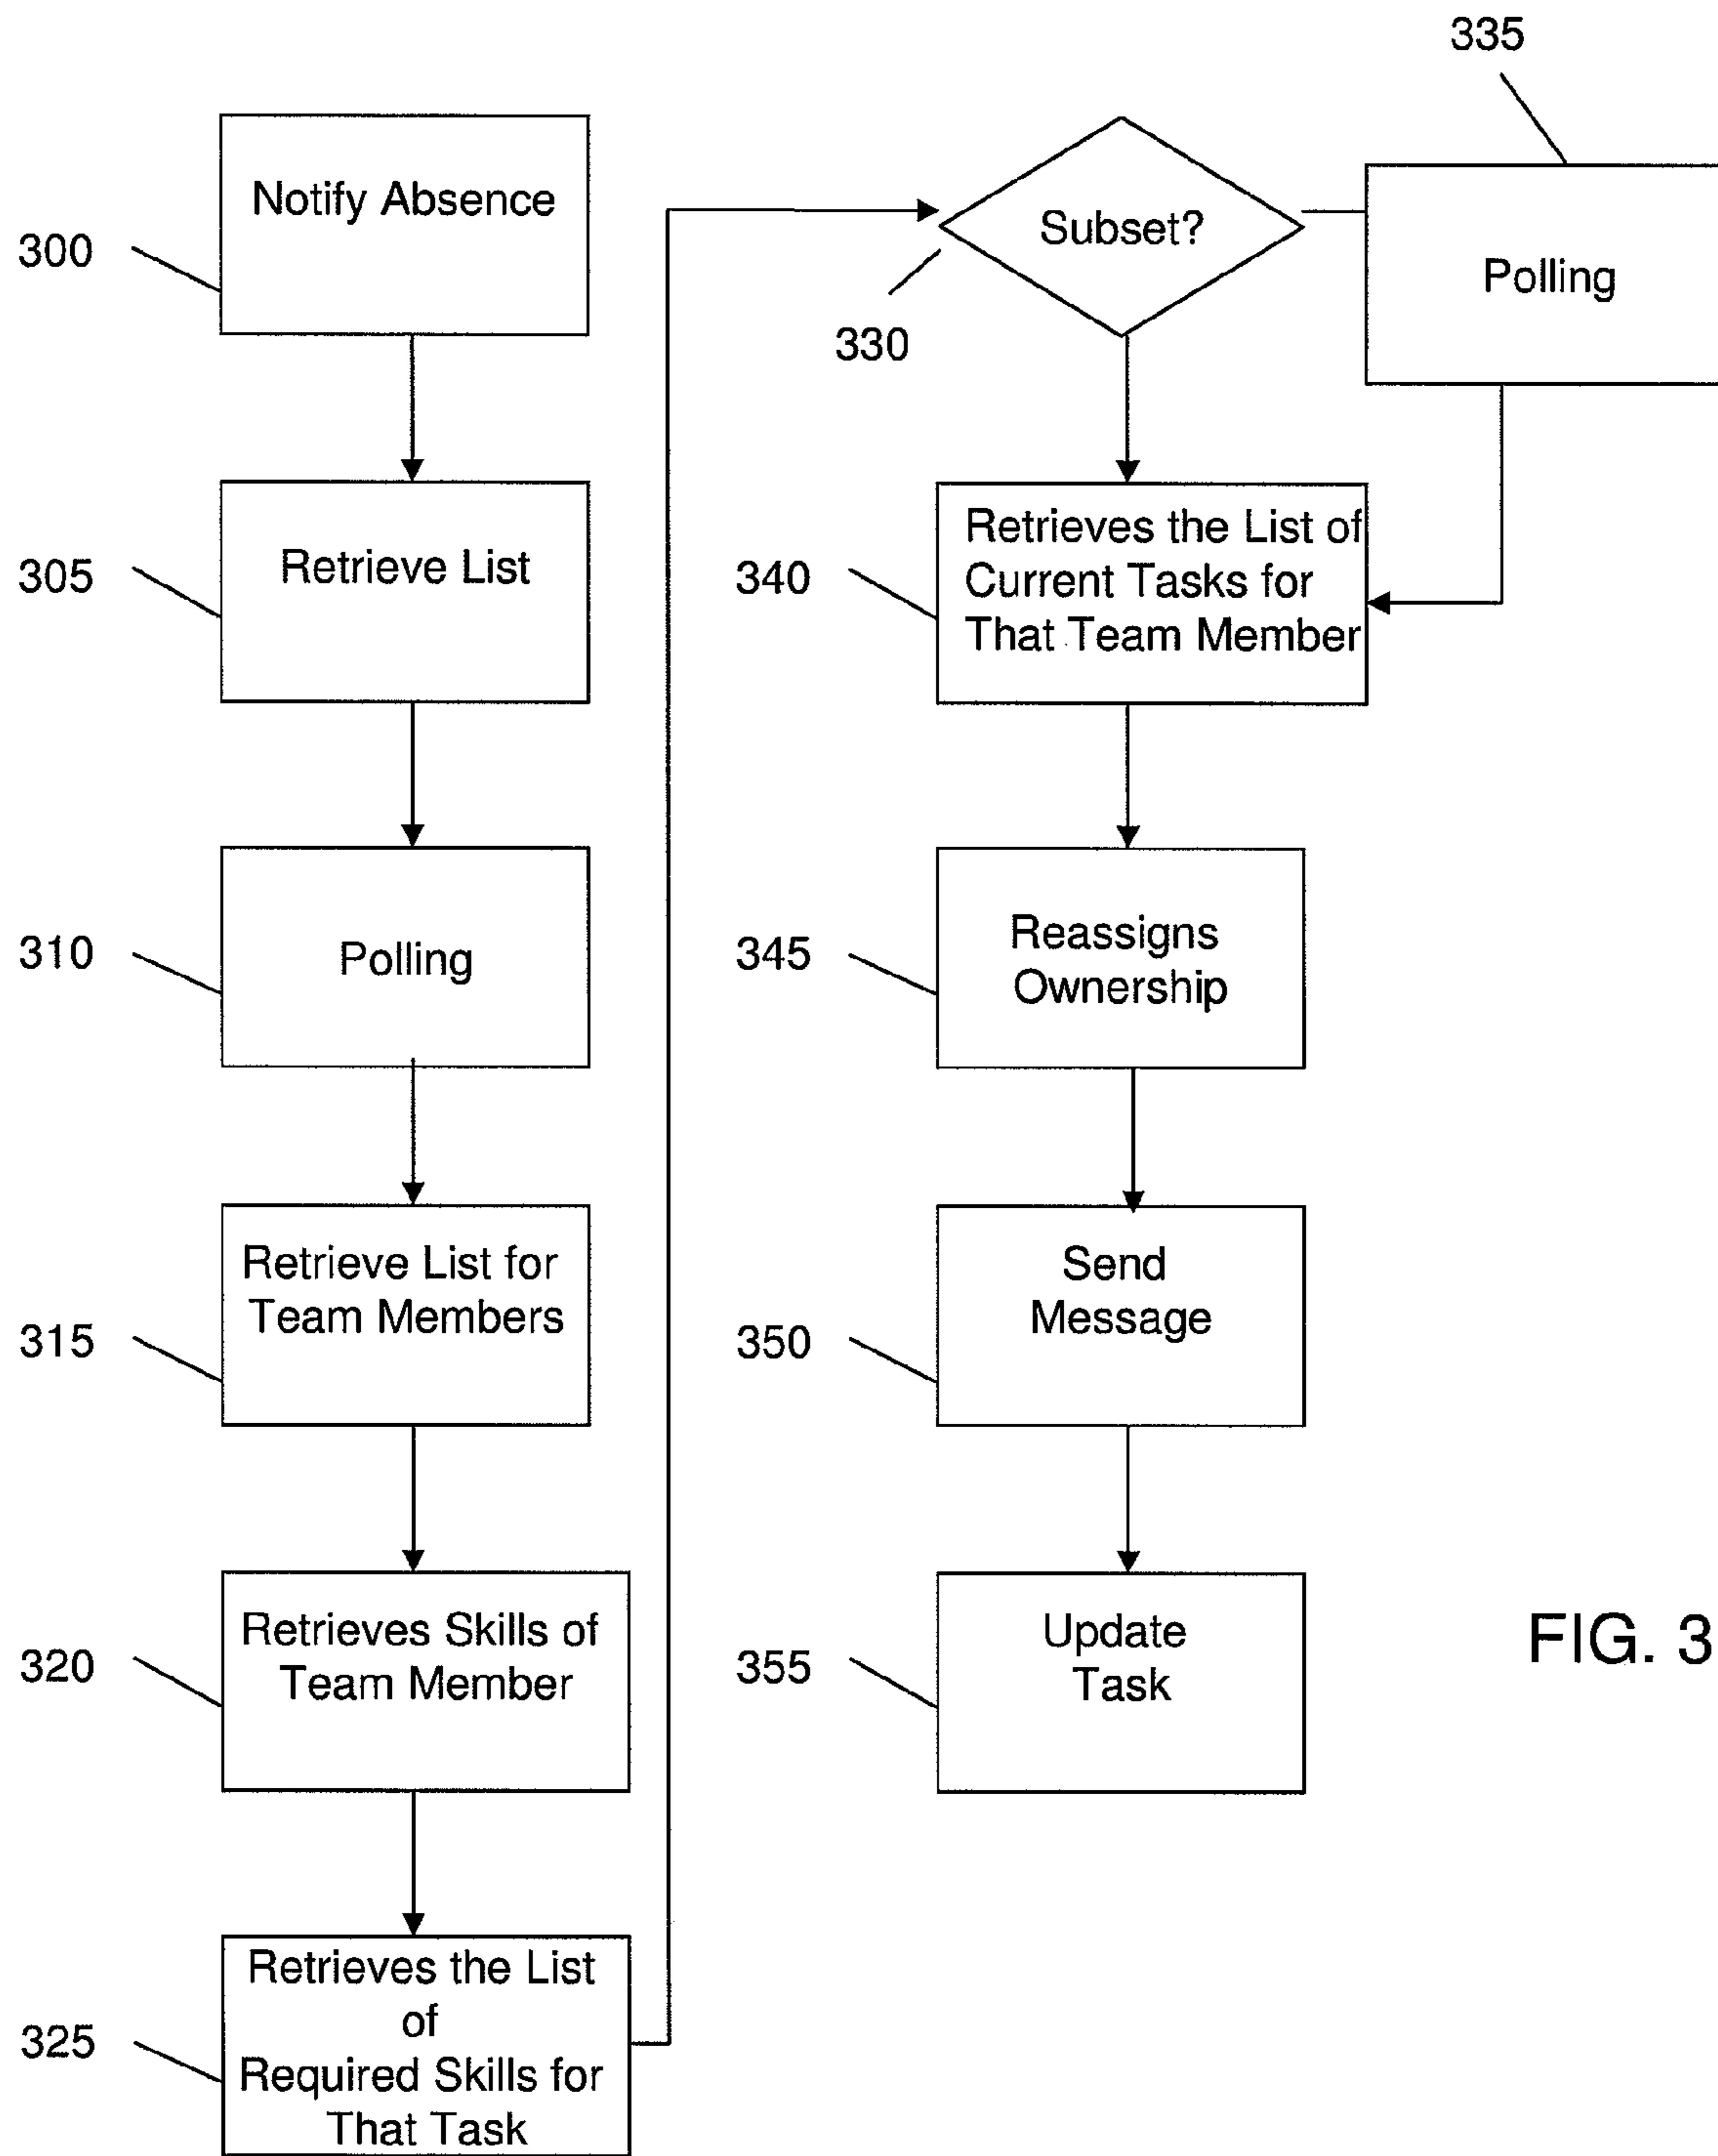 300
Notify Absence
305
Retrieve List
310
Polling
315
Retrieve List for
Team Members
320
Retrieves Skills of
Team Member
325
Retrieves the List
of
Required Skills for
That Task
330
Subset?
335
Polling
340
Retrieves the List of
Current Tasks for
That Team Member
345
Reassigns
Ownership
350
Send
Message
355
Update
Task
FIG. 3